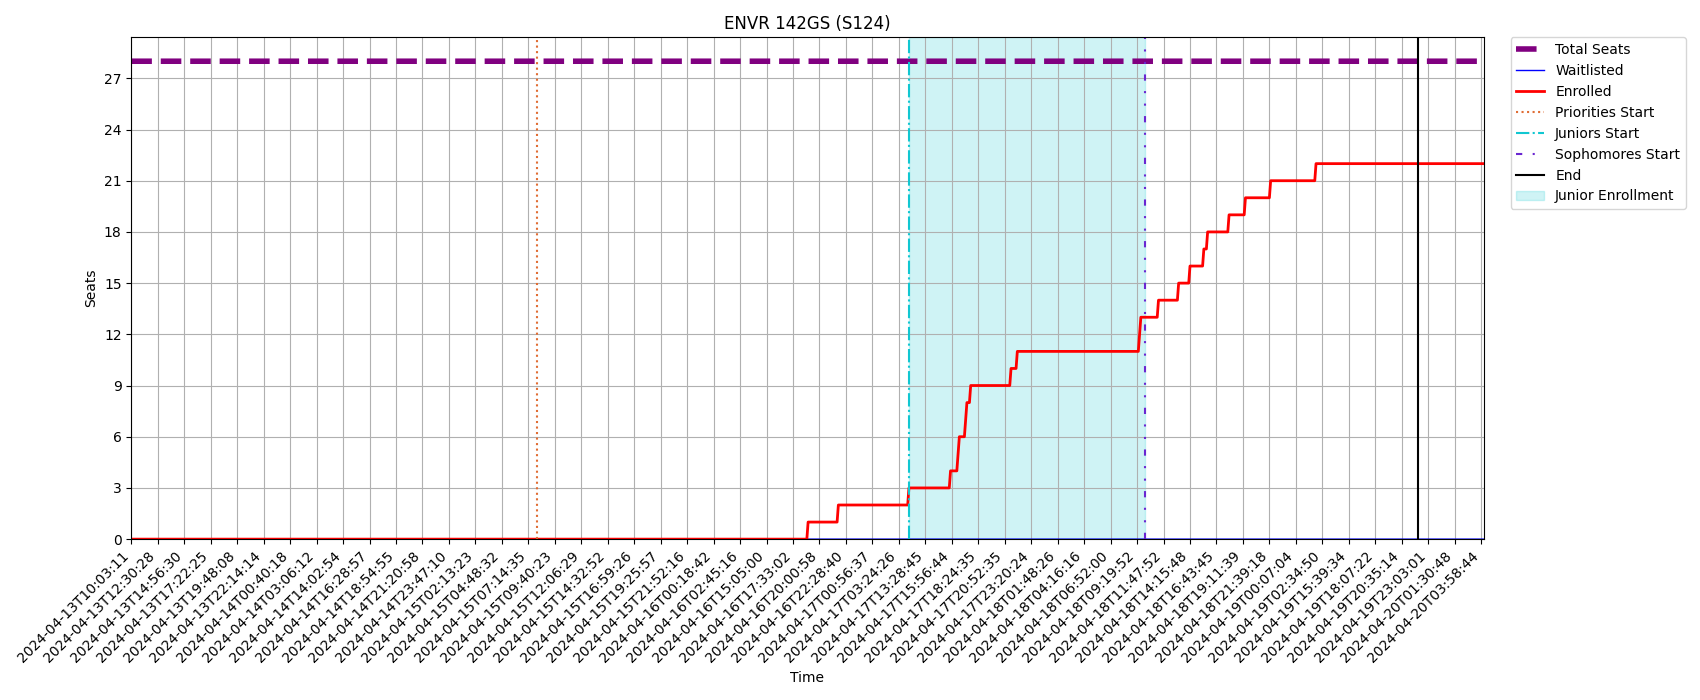 ENVR 142GS (S124)
Total Seats
Waitlisted
Enrolled
Priorities Start
Juniors Start
Sophomores Start
End
Junior Enrollment
Seats
27
24
21
18
15
12
9
6
3
0
2024-04-13T10:03:11
2024-04-13T12:30:28
2024-04-13T14:56:30
2024-04-13T17:22:25
2024-04-13T19:48:08
2024-04-13T22:14:14
2024-04-14T00:40:18
2024-04-14T03:06:12
2024-04-14T14:02:54
2024-04-14T16:28:57
2024-04-14T18:54:55
2024-04-14T21:20:58
2024-04-14T23:47:10
2024-04-15T02:13:23
2024-04-15T04:48:32
2024-04-15T07:14:35
2024-04-15T09:40:23
2024-04-15T12:06:29
2024-04-15T14:32:52
2024-04-15T16:59:26
2024-04-15T19:25:57
2024-04-15T21:52:16
2024-04-16T00:18:42
2024-04-16T02:45:16
2024-04-16T15:05:00
2024-04-16T17:33:02
2024-04-16T20:00:58
2024-04-16T22:28:40
2024-04-17T00:56:37
2024-04-17T03:24:26
2024-04-17T13:28:45
2024-04-17T15:56:44
2024-04-17T18:24:35
2024-04-17T20:52:35
2024-04-17T23:20:24
2024-04-18T01:48:26
2024-04-18T04:16:16
2024-04-18T06:52:00
2024-04-18T09:19:52
2024-04-18T11:47:52
2024-04-18T14:15:48
2024-04-18T16:43:45
2024-04-18T19:11:39
2024-04-18T21:39:18
2024-04-19T00:07:04
2024-04-19T02:34:50
2024-04-19T15:39:34
2024-04-19T18:07:22
2024-04-19T20:35:14
2024-04-19T23:03:01
2024-04-20T01:30:48
2024-04-20T03:58:44
Time